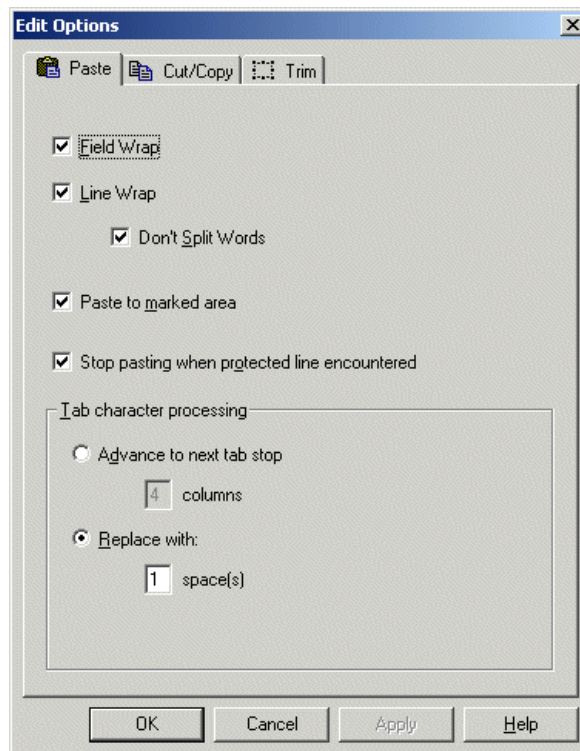 Edit Options
Paste Cut/Copy Trim
Field Wrap
Line Wrap
Don't Split Words
Paste to marked area
Stop pasting when protected line encountered
Tab character processing
Advance to next tab stop
4 columns
Replace with:
1 space(s)
OK Cancel Apply Help